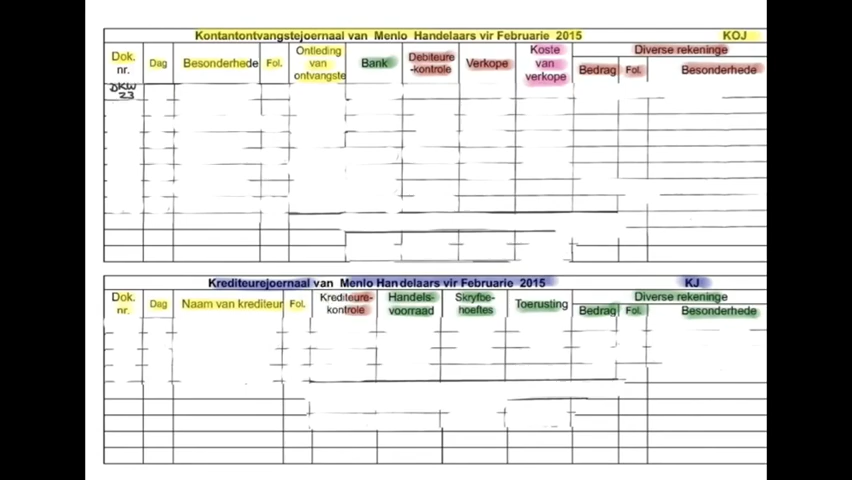 Kontantontvangstejoernaal van Menlo Handelaars vir Februarie 2015 KOJ
Dok. nr. Dag Besonderhede Fol. Ontleding van ontvangste Bank Debiteure-kontrole Verkope Koste van verkope Diverse rekeninge
Bedrag Fol. Besonderhede
DKW
23
Krediteurejoernaal van Menlo Handelaars vir Februarie 2015 KJ
Dok. nr. Dag Naam van krediteur Fol. Krediteure-kontrole Handels-voorraad Skryfbe-hoeftes Toerusting Diverse rekeninge
Bedrag Fol. Besonderhede